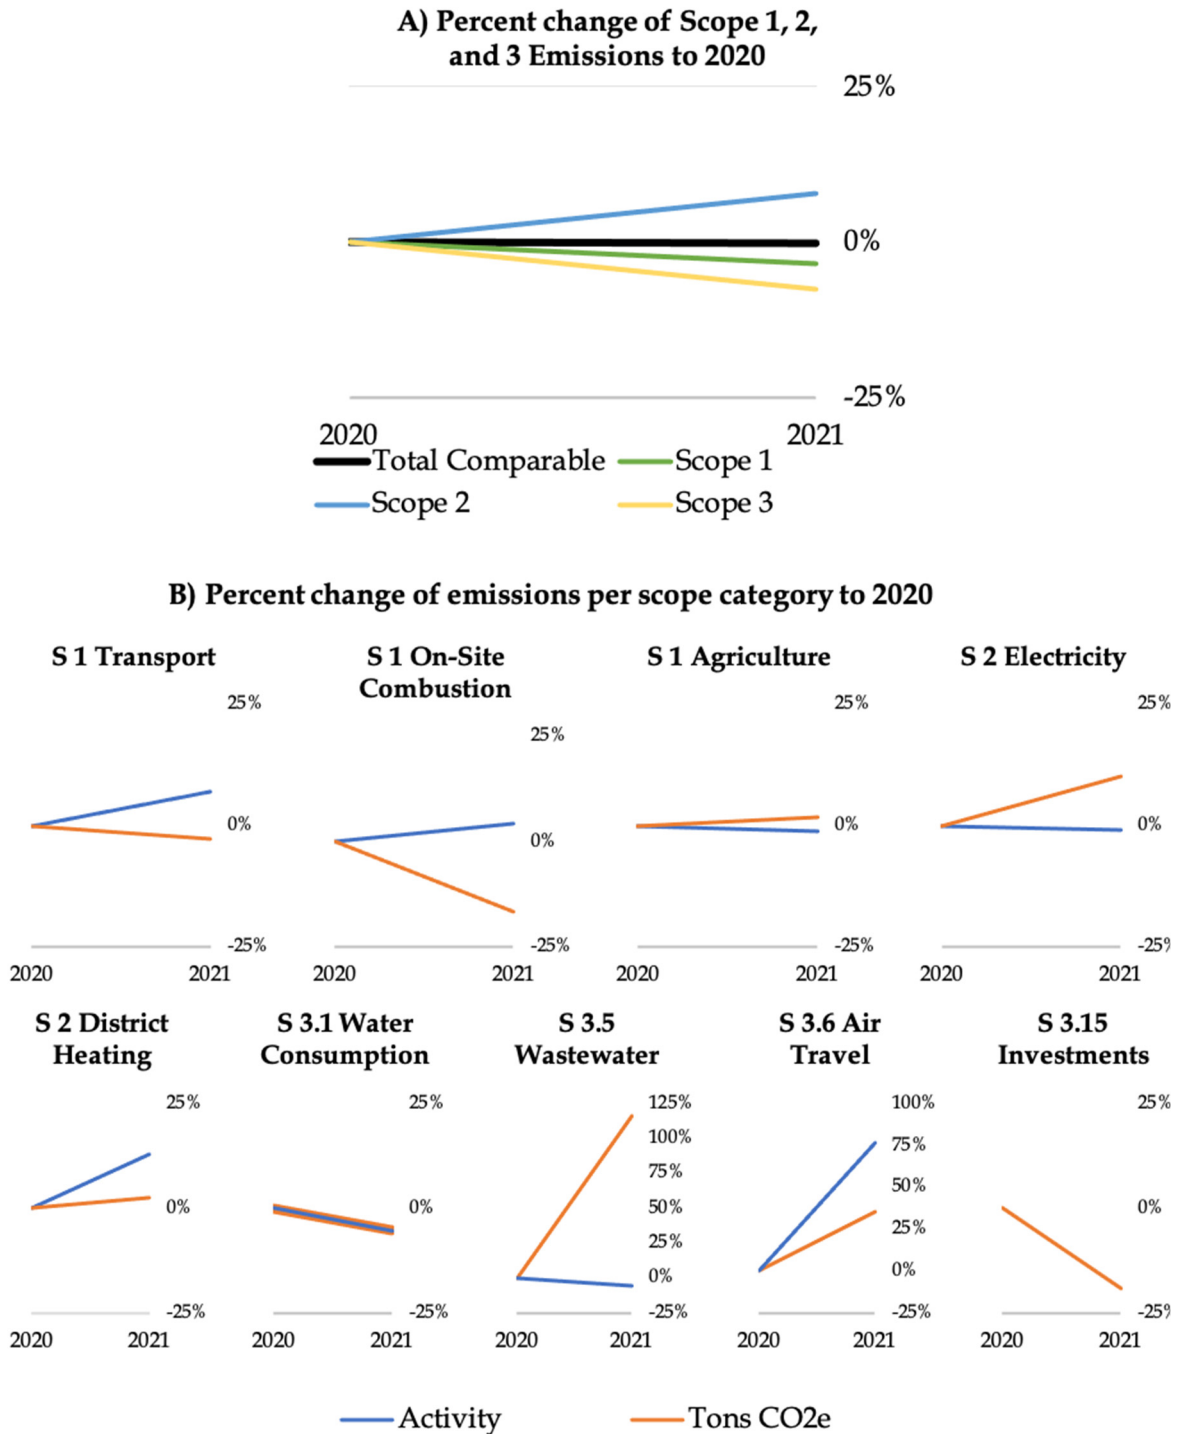 A) Percent change of Scope 1, 2,
and 3 Emissions to 2020
25%
0%
-25%
2020 2021
Total Comparable Scope 1
Scope 2 Scope 3
B) Percent change of emissions per scope category to 2020
S 1 Transport
25%
0%
-25%
2020 2021
S 1 On-Site
Combustion
25%
0%
-25%
2020 2021
S 1 Agriculture
25%
0%
-25%
2020 2021
S 2 Electricity
25%
0%
-25%
2020 2021
S 2 District
Heating
25%
0%
-25%
2020 2021
S 3.1 Water
Consumption
25%
0%
-25%
2020 2021
S 3.5
Wastewater
125%
100%
75%
50%
25%
0%
-25%
2020 2021
S 3.6 Air
Travel
100%
75%
50%
25%
0%
-25%
2020 2021
S 3.15
Investments
25%
0%
-25%
2020 2021
Activity Tons CO2e